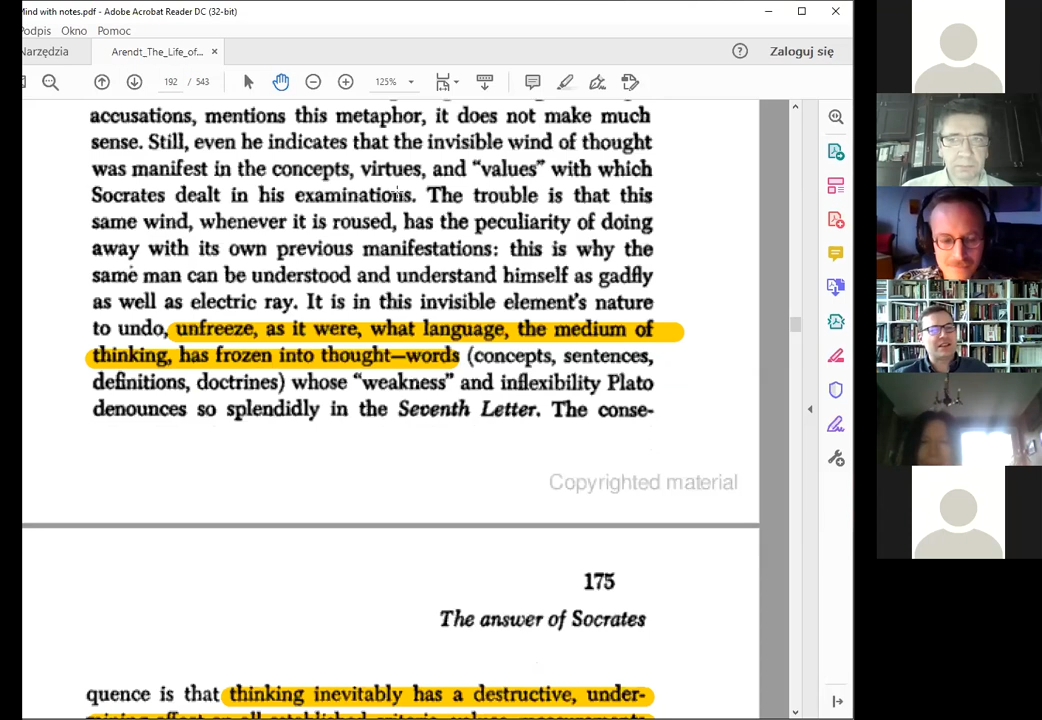 Mind with notes.pdf - Adobe Acrobat Reader DC (32-bit)
Podpis Okno Pomoc
Narzędzia Arendt_The_Life_of... × Zaloguj się
192 / 543 125%
accusations, mentions this metaphor, it does not make much
sense. Still, even he indicates that the invisible wind of thought
was manifest in the concepts, virtues, and “values” with which
Socrates dealt in his examinations. The trouble is that this
same wind, whenever it is roused, has the peculiarity of doing
away with its own previous manifestations: this is why the
same man can be understood and understand himself as gadfly
as well as electric ray. It is in this invisible element's nature
to undo, unfreeze, as it were, what language, the medium of
thinking, has frozen into thought—words (concepts, sentences,
definitions, doctrines) whose “weakness” and inflexibility Plato
denounces so splendidly in the Seventh Letter. The conse-
Copyrighted material
175
The answer of Socrates
quence is that thinking inevitably has a destructive, under-
mining effect on all established criteria, values, measurements